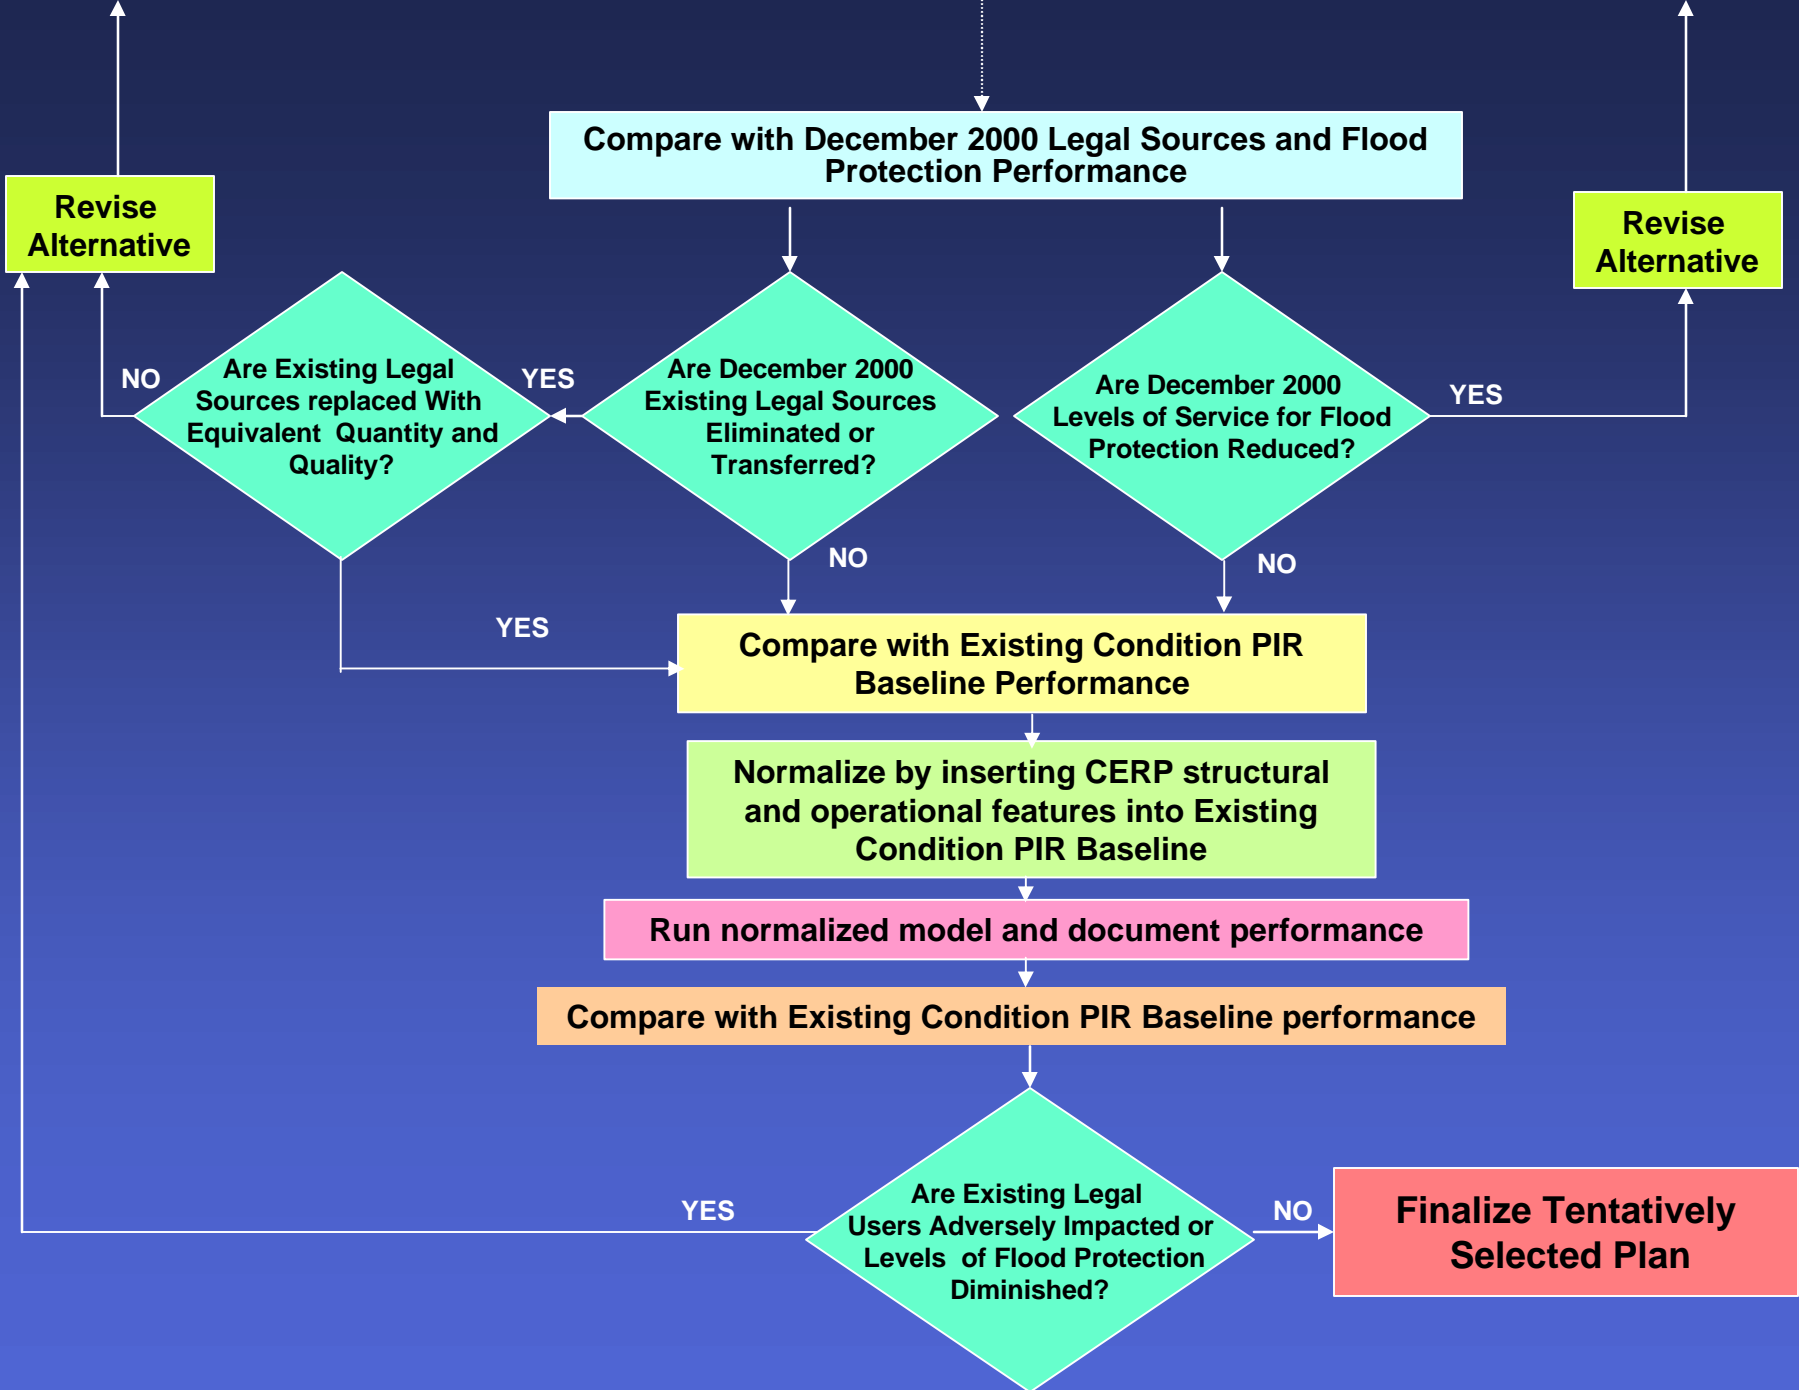 Compare with December 2000 Legal Sources and Flood
Protection Performance
Revise
Alternative
Revise
Alternative
NO
Are Existing Legal
Sources replaced With
Equivalent Quantity and
Quality?
YES
Are December 2000
Existing Legal Sources
Eliminated or
Transferred?
Are December 2000
Levels of Service for Flood
Protection Reduced?
YES
NO
NO
YES
Compare with Existing Condition PIR
Baseline Performance
Normalize by inserting CERP structural
and operational features into Existing
Condition PIR Baseline
Run normalized model and document performance
Compare with Existing Condition PIR Baseline performance
YES
Are Existing Legal
Users Adversely Impacted or
Levels of Flood Protection
Diminished?
NO
Finalize Tentatively
Selected Plan